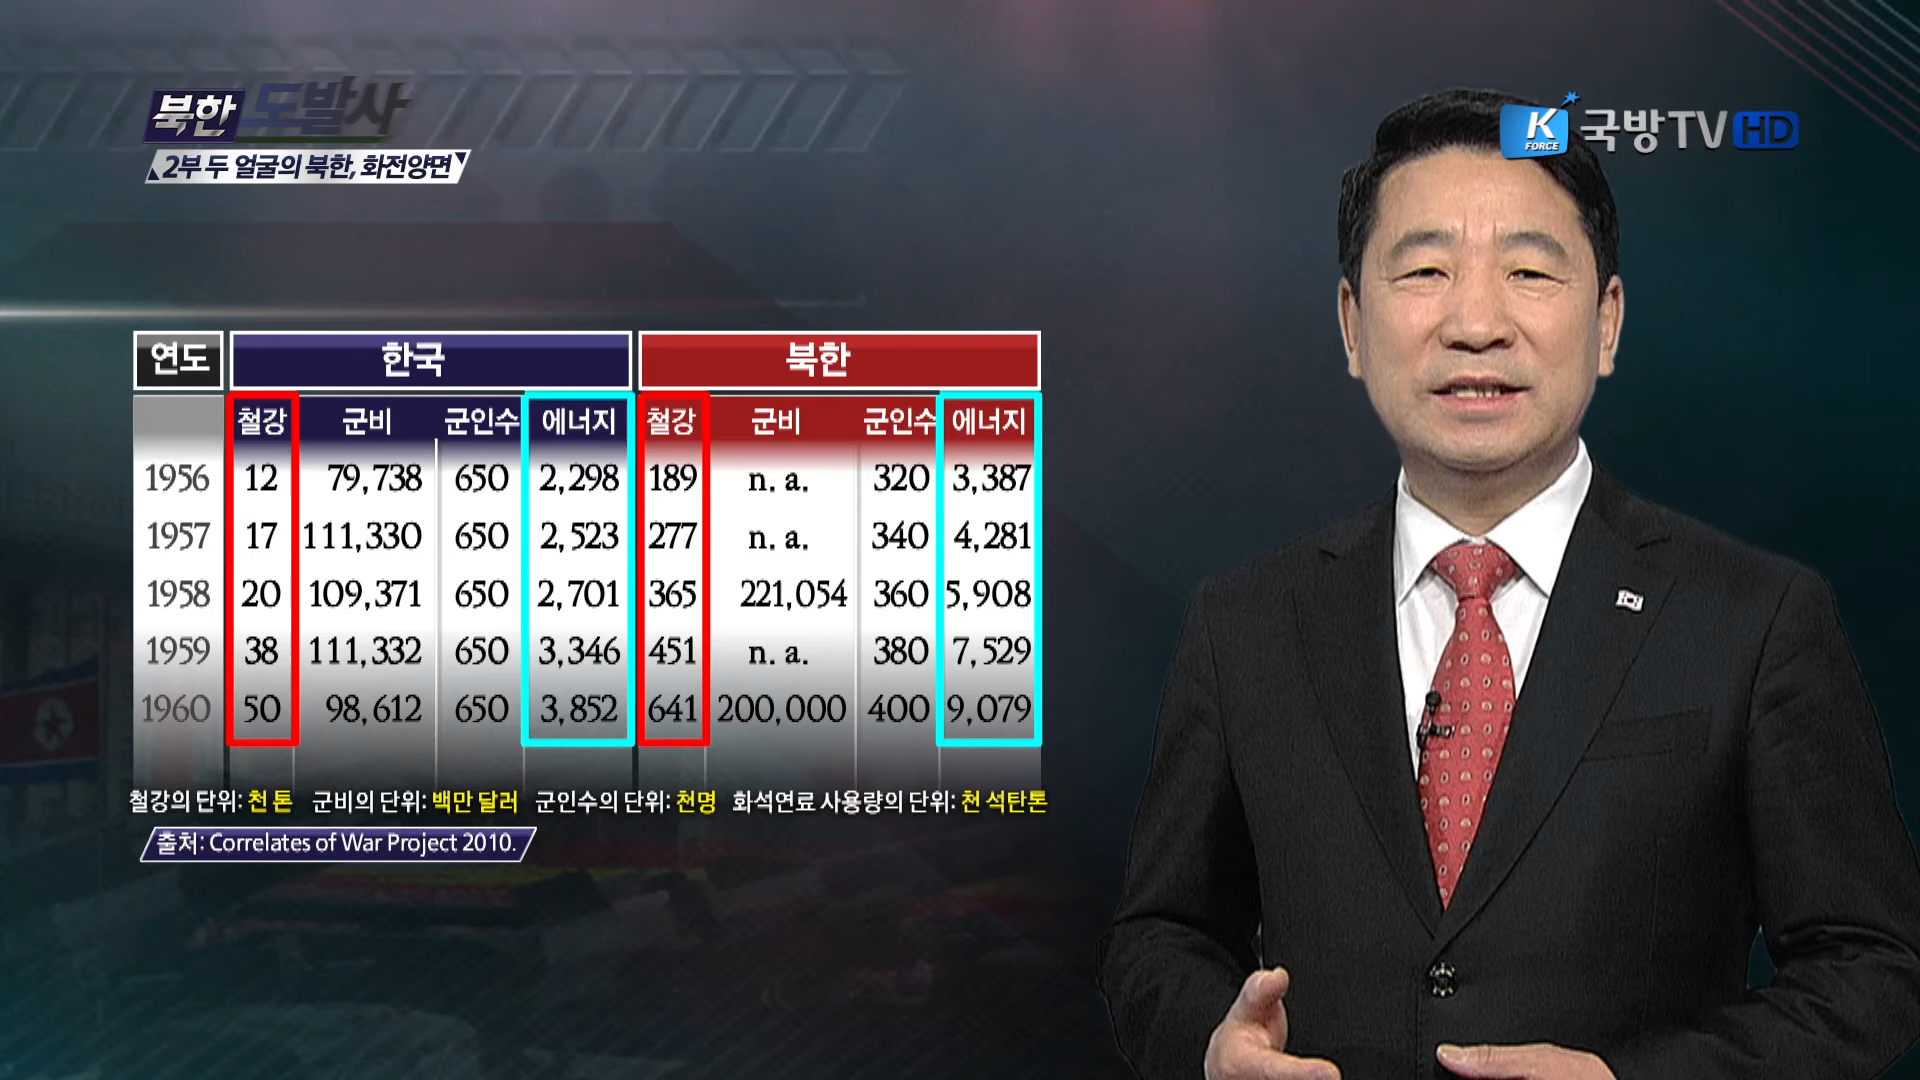 북한 도발사
2부 두 얼굴의 북한, 화전양면
K FORCE 국방TV HD
연도 한국 북한
철강 군비 군인수 에너지 철강 군비 군인수 에너지
1956 12 79,738 650 2,298 189 n.a. 320 3,387
1957 17 111,330 650 2,523 277 n.a. 340 4,281
1958 20 109,371 650 2,701 365 221,054 360 5,908
1959 38 111,332 650 3,346 451 n.a. 380 7,529
1960 50 98,612 650 3,852 641 200,000 400 9,079
철강의 단위: 천 톤 군비의 단위: 백만 달러 군인수의 단위: 천명 화석연료 사용량의 단위: 천 석탄톤
출처: Correlates of War Project 2010.